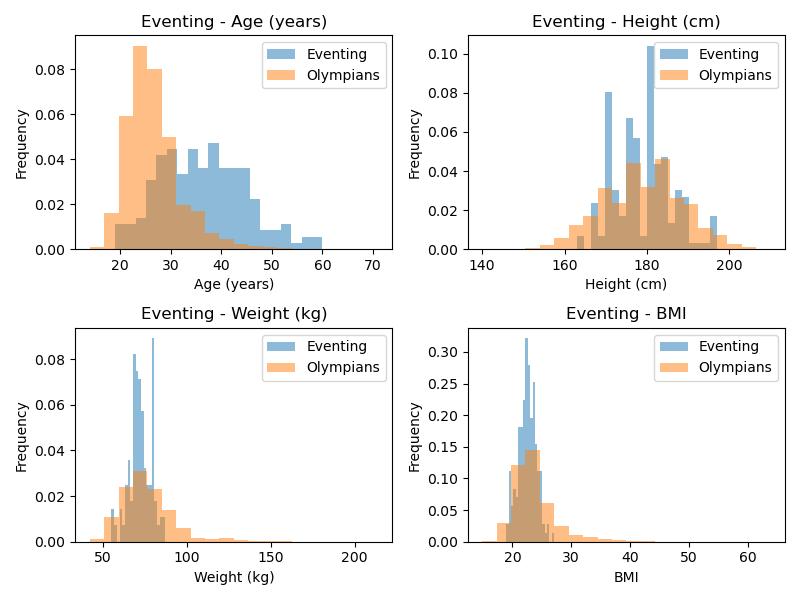 Eventing - Age (years)
Eventing
Olympians
Frequency
0.08
0.06
0.04
0.02
0.00
20 30 40 50 60 70
Age (years)
Eventing - Height (cm)
Eventing
Olympians
Frequency
0.10
0.08
0.06
0.04
0.02
0.00
140 160 180 200
Height (cm)
Eventing - Weight (kg)
Eventing
Olympians
Frequency
0.08
0.06
0.04
0.02
0.00
50 100 150 200
Weight (kg)
Eventing - BMI
Eventing
Olympians
Frequency
0.30
0.25
0.20
0.15
0.10
0.05
0.00
20 30 40 50 60
BMI